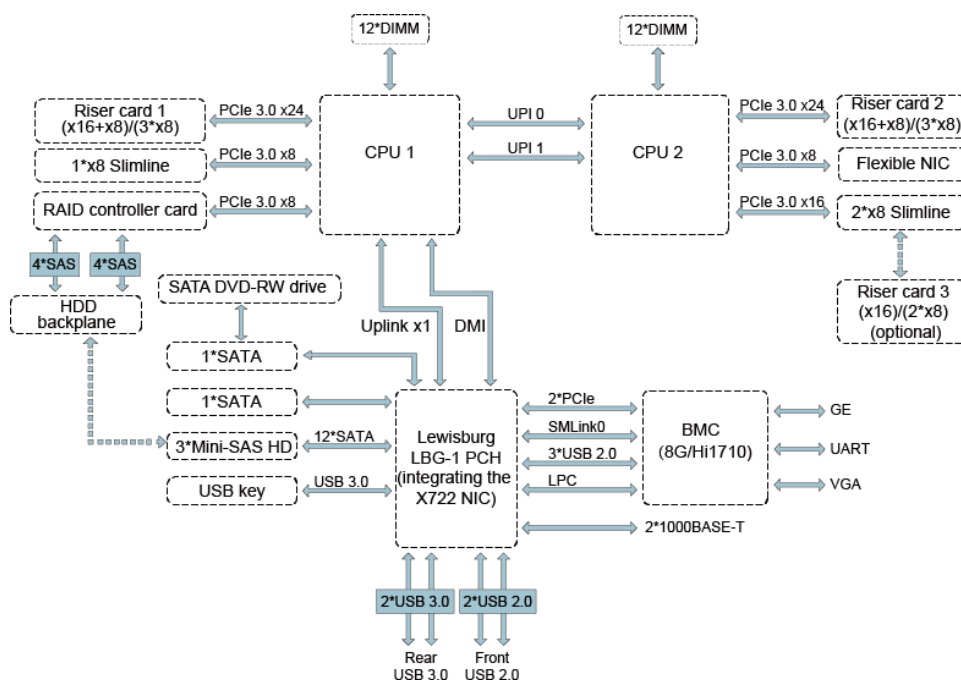 12*DIMM
12*DIMM
Riser card 1
(x16+x8)/(3*x8)
PCIe 3.0 x24
1*x8 Slimline
PCIe 3.0 x8
RAID controller card
PCIe 3.0 x8
CPU 1
UPI 0
UPI 1
CPU 2
PCIe 3.0 x24
Riser card 2
(x16+x8)/(3*x8)
PCIe 3.0 x8
Flexible NIC
PCIe 3.0 x16
2*x8 Slimline
4*SAS
4*SAS
HDD
backplane
SATA DVD-RW drive
Uplink x1
DMI
Riser card 3
(x16)/(2*x8)
(optional)
1*SATA
1*SATA
3*Mini-SAS HD
12*SATA
USB key
USB 3.0
Lewisburg
LBG-1 PCH
(integrating the
X722 NIC)
2*PCIe
SMLink0
3*USB 2.0
LPC
BMC
(8G/Hi1710)
GE
UART
VGA
2*1000BASE-T
2*USB 3.0
2*USB 2.0
Rear
USB 3.0
Front
USB 2.0